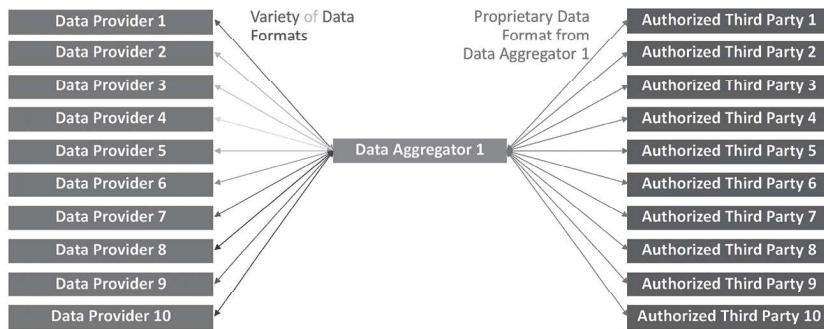 Data Provider 1
Data Provider 2
Data Provider 3
Data Provider 4
Data Provider 5
Data Provider 6
Data Provider 7
Data Provider 8
Data Provider 9
Data Provider 10
Variety of Data
Formats
Data Aggregator 1
Proprietary Data
Format from
Data Aggregator 1
Authorized Third Party 1
Authorized Third Party 2
Authorized Third Party 3
Authorized Third Party 4
Authorized Third Party 5
Authorized Third Party 6
Authorized Third Party 7
Authorized Third Party 8
Authorized Third Party 9
Authorized Third Party 10